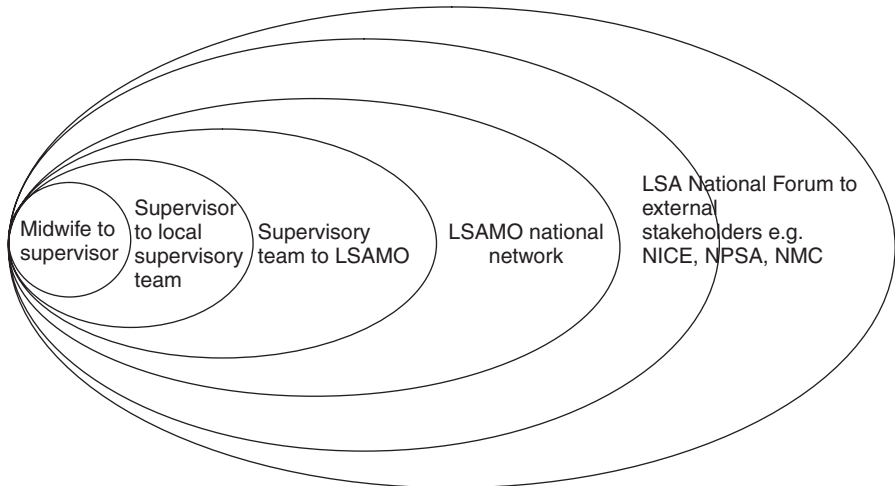 Midwife to
supervisor
Supervisor
to local
supervisory
team
Supervisory
team to LSAMO
LSAMO national
network
LSA National Forum to
external
stakeholders e.g.
NICE, NPSA, NMC